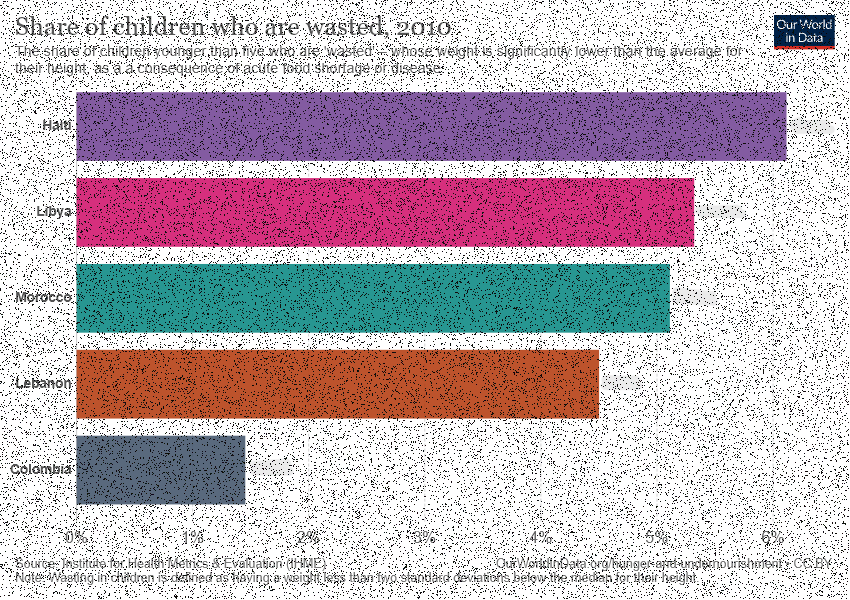 Share of children who are wasted, 2010
Our World
in Data
The share of children younger than five who are 'wasted' – whose weight is significantly lower than the average for
their height, as a a consequence of acute food shortage or disease.
Haiti
Libya
Morocco
Lebanon
Colombia
0% 1% 2% 3% 4% 5% 6%
Source: Institute for Health Metrics & Evaluation (IHME)
OurWorldInData.org/hunger-and-undernourishment • CC BY
Note: Wasting in children is defined as having a weight less than two standard deviations below the median for their height.